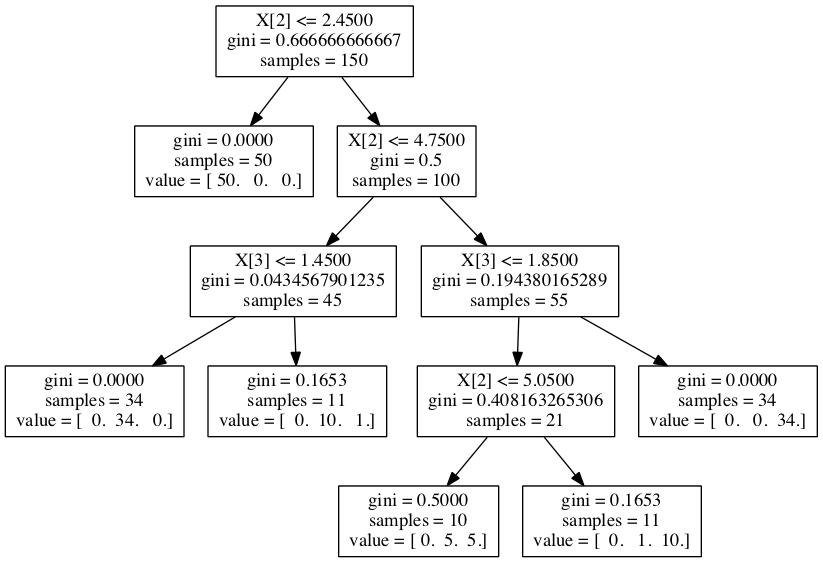 X[2] <= 2.4500
gini = 0.666666666667
samples = 150
gini = 0.0000
samples = 50
value = [ 50. 0. 0.]
X[2] <= 4.7500
gini = 0.5
samples = 100
X[3] <= 1.4500
gini = 0.0434567901235
samples = 45
X[3] <= 1.8500
gini = 0.194380165289
samples = 55
gini = 0.0000
samples = 34
value = [ 0. 34. 0.]
gini = 0.1653
samples = 11
value = [ 0. 10. 1.]
X[2] <= 5.0500
gini = 0.408163265306
samples = 21
gini = 0.0000
samples = 34
value = [ 0. 0. 34.]
gini = 0.5000
samples = 10
value = [ 0. 5. 5.]
gini = 0.1653
samples = 11
value = [ 0. 1. 10.]